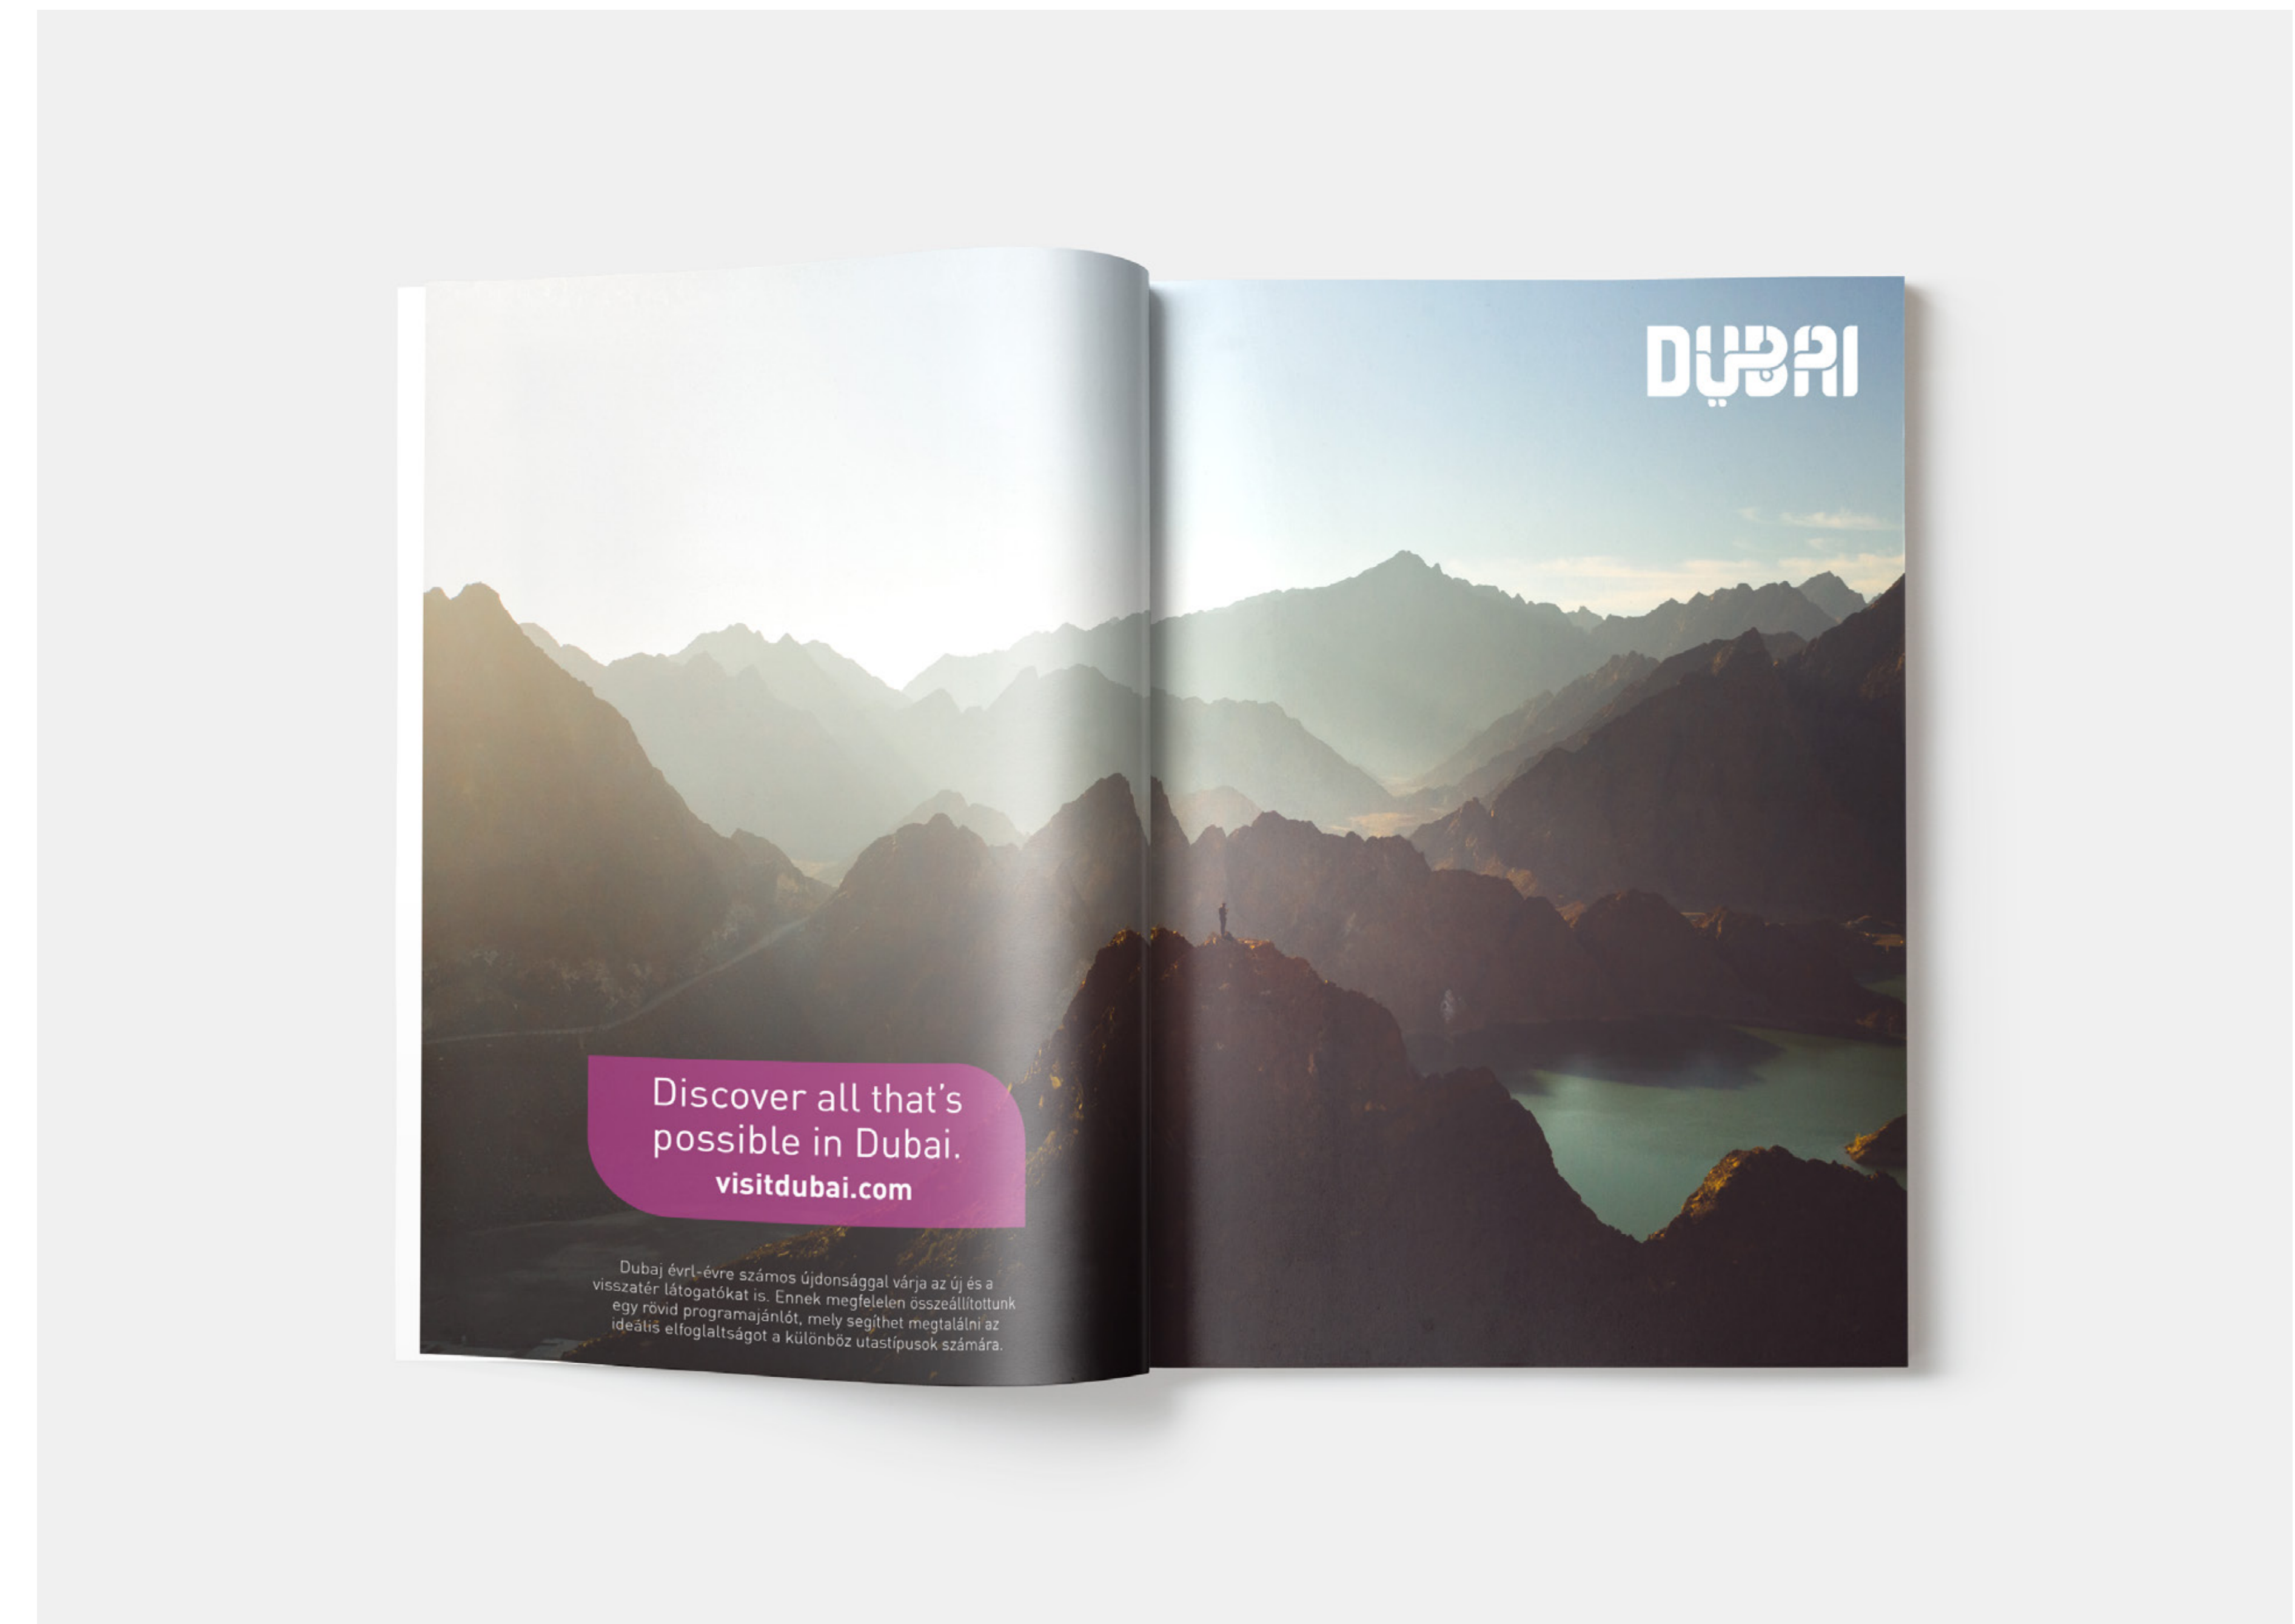 DUBAI
Discover all that's
possible in Dubai.
visitdubai.com
Dubaj évrl-évre számos újdonsággal várja az új és a
visszatér látogatókat is. Ennek megfelelen összeállítottunk
egy rövid programajánlót, mely segíthet megtalálni az
ideális elfoglaltságot a különböz utastípusok számára.